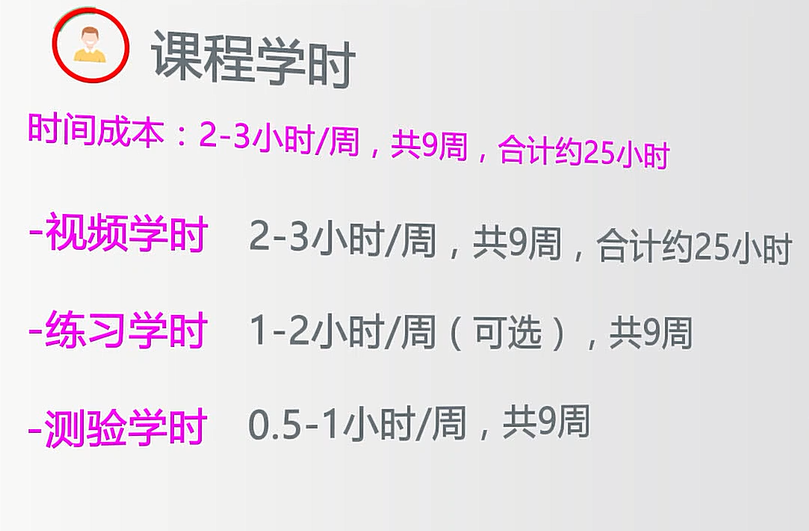 课程学时
时间成本：2-3小时/周，共9周，合计约25小时
-视频学时 2-3小时/周，共9周，合计约25小时
-练习学时 1-2小时/周（可选），共9周
-测验学时 0.5-1小时/周，共9周